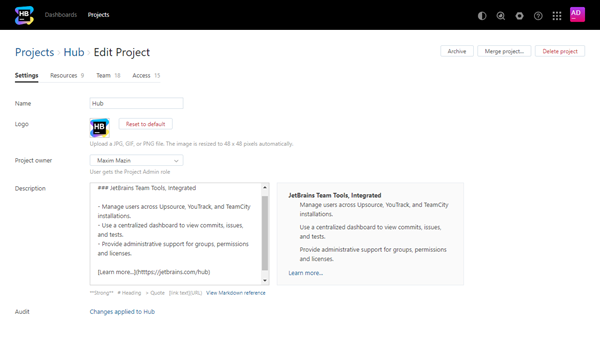 HB Dashboards Projects AD
Projects › Hub › Edit Project Archive Merge project... Delete project
Settings Resources 9 Team 18 Access 15
Name Hub
Logo HB Reset to default
Upload a JPG, GIF, or PNG file. The image is resized to 48 x 48 pixels automatically.
Project owner Maxim Mazin
User gets the Project Admin role
Description
### JetBrains Team Tools, Integrated
- Manage users across Upsource, YouTrack, and TeamCity
installations.
- Use a centralized dashboard to view commits, issues,
and tests.
- Provide administrative support for groups, permissions
and licenses.
[Learn more...](htttps://jetbrains.com/hub)
JetBrains Team Tools, Integrated
Manage users across Upsource, YouTrack, and TeamCity
installations.
Use a centralized dashboard to view commits, issues,
and tests.
Provide administrative support for groups, permissions
and licenses.
Learn more...
**Strong** # Heading > Quote [link text](URL) View Markdown reference
Audit Changes applied to Hub